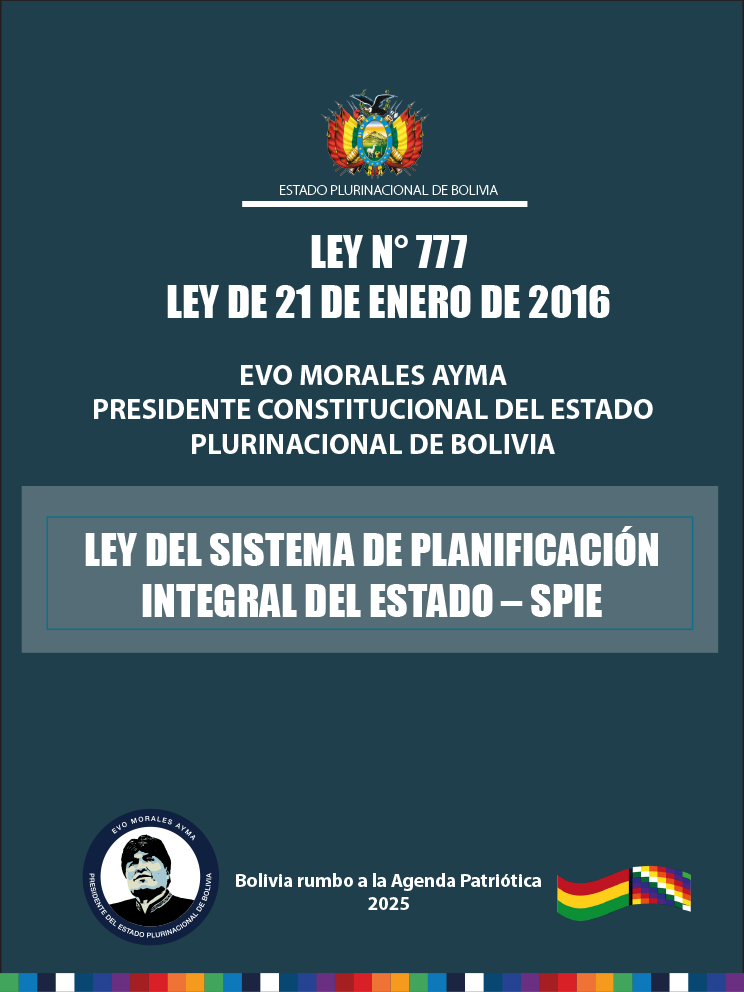 ESTADO PLURINACIONAL DE BOLIVIA
LEY N° 777
LEY DE 21 DE ENERO DE 2016
EVO MORALES AYMA
PRESIDENTE CONSTITUCIONAL DEL ESTADO
PLURINACIONAL DE BOLIVIA
LEY DEL SISTEMA DE PLANIFICACIÓN
INTEGRAL DEL ESTADO – SPIE
EVO MORALES AYMA
PRESIDENTE DEL ESTADO PLURINACIONAL DE BOLIVIA
Bolivia rumbo a la Agenda Patriótica
2025